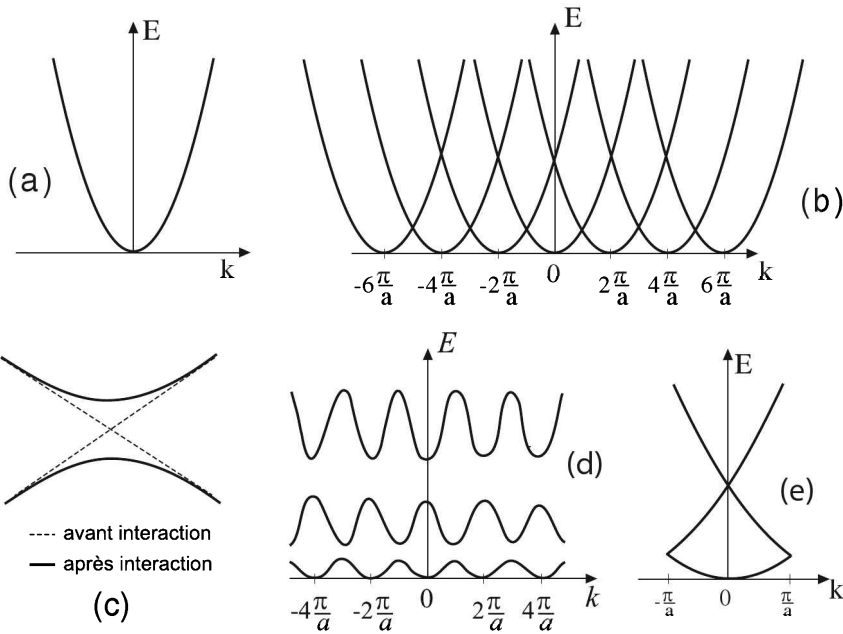 E
(a)
k
E
(b)
-6π/a -4π/a -2π/a 0 2π/a 4π/a 6π/a k
--- avant interaction
— après interaction
(c)
E
(d)
-4π/a -2π/a 0 2π/a 4π/a k
E
(e)
-π/a 0 π/a k